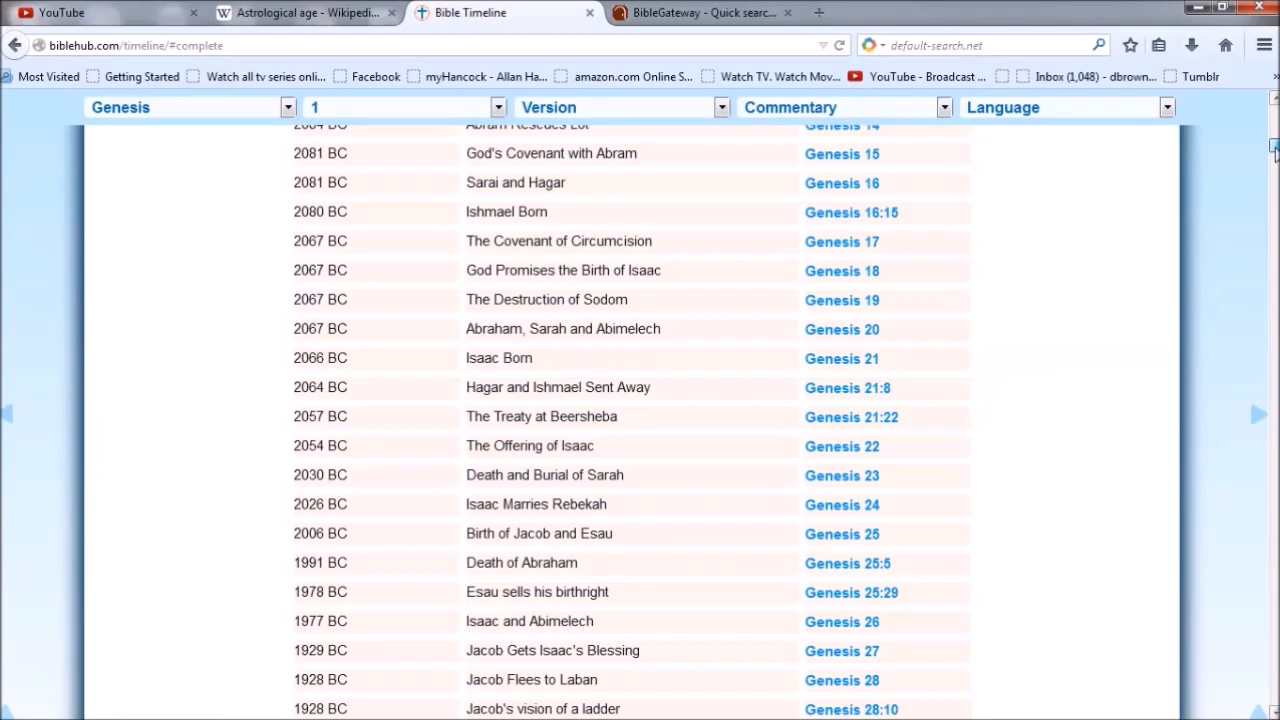 YouTube × Astrological age - Wikipedi... × Bible Timeline × BibleGateway - Quick searc... × +
biblehub.com/timeline/#complete default-search.net
Most Visited Getting Started Watch all tv series onli... Facebook myHancock - Allan Ha... amazon.com Online S... Watch TV. Watch Mov... YouTube - Broadcast ... Inbox (1,048) - dbrown... Tumblr »
Genesis 1 Version Commentary Language
Abram Rescues Lot Genesis 14
2081 BC God's Covenant with Abram Genesis 15
2081 BC Sarai and Hagar Genesis 16
2080 BC Ishmael Born Genesis 16:15
2067 BC The Covenant of Circumcision Genesis 17
2067 BC God Promises the Birth of Isaac Genesis 18
2067 BC The Destruction of Sodom Genesis 19
2067 BC Abraham, Sarah and Abimelech Genesis 20
2066 BC Isaac Born Genesis 21
2064 BC Hagar and Ishmael Sent Away Genesis 21:8
2057 BC The Treaty at Beersheba Genesis 21:22
2054 BC The Offering of Isaac Genesis 22
2030 BC Death and Burial of Sarah Genesis 23
2026 BC Isaac Marries Rebekah Genesis 24
2006 BC Birth of Jacob and Esau Genesis 25
1991 BC Death of Abraham Genesis 25:5
1978 BC Esau sells his birthright Genesis 25:29
1977 BC Isaac and Abimelech Genesis 26
1929 BC Jacob Gets Isaac's Blessing Genesis 27
1928 BC Jacob Flees to Laban Genesis 28
1928 BC Jacob's vision of a ladder Genesis 28:10